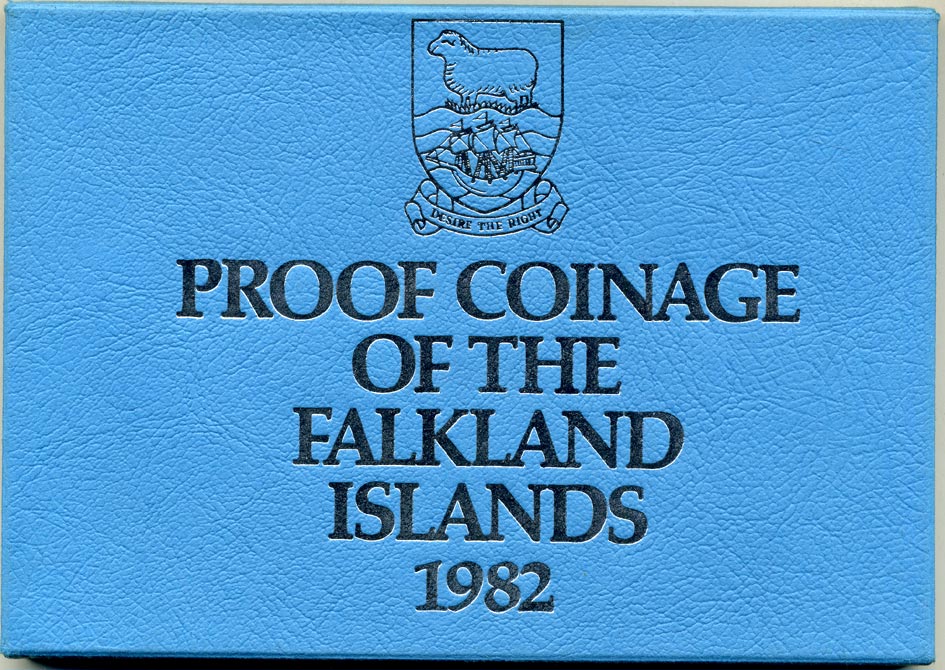 DESIRE THE RIGHT
PROOF COINAGE
OF THE
FALKLAND
ISLANDS
1982